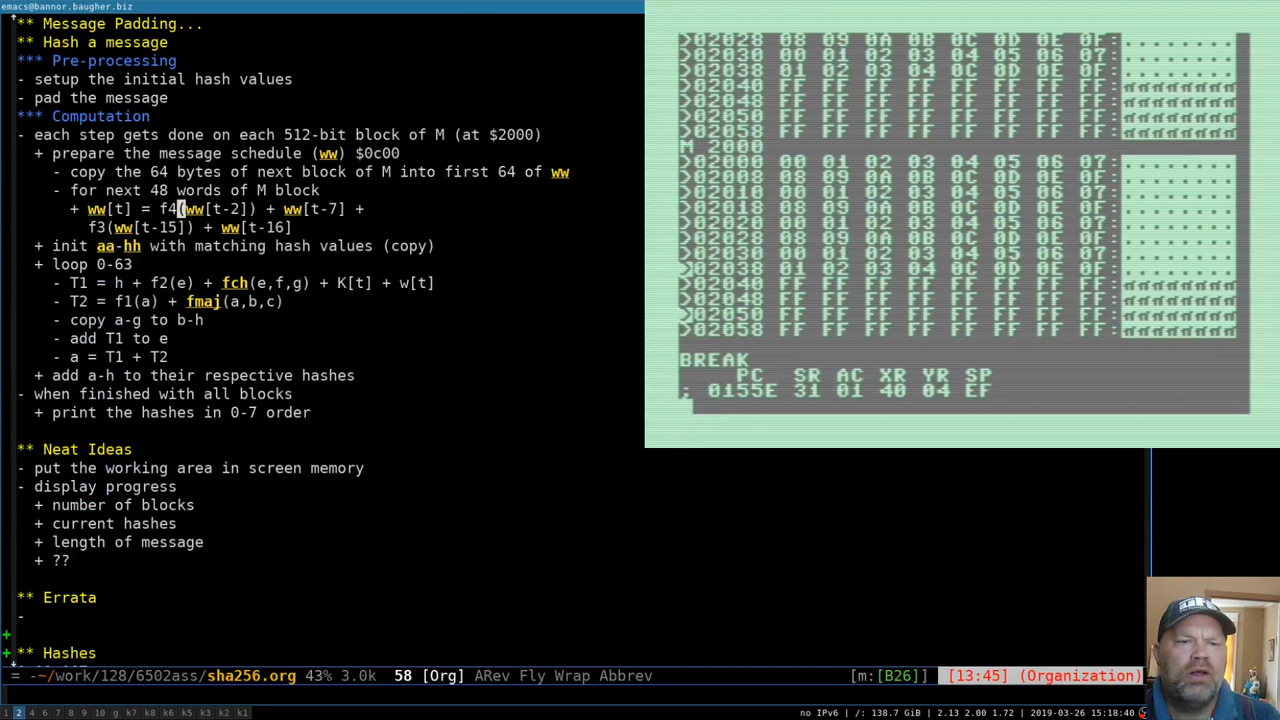 emacs@bannor.baugher.biz
** Message Padding...
** Hash a message
*** Pre-processing
- setup the initial hash values
- pad the message
*** Computation
- each step gets done on each 512-bit block of M (at $2000)
+ prepare the message schedule (ww) $0c00
- copy the 64 bytes of next block of M into first 64 of ww
- for next 48 words of M block
+ ww[t] = f4(ww[t-2]) + ww[t-7] +
f3(ww[t-15]) + ww[t-16]
+ init aa-hh with matching hash values (copy)
+ loop 0-63
- T1 = h + f2(e) + fch(e,f,g) + K[t] + w[t]
- T2 = f1(a) + fmaj(a,b,c)
- copy a-g to b-h
- add T1 to e
- a = T1 + T2
+ add a-h to their respective hashes
- when finished with all blocks
+ print the hashes in 0-7 order
** Neat Ideas
- put the working area in screen memory
- display progress
+ number of blocks
+ current hashes
+ length of message
+ ??
** Errata
-
** Hashes
= -~/work/128/6502ass/sha256.org 43% 3.0k 58 [Org] ARev Fly Wrap Abbrev [m:[B26]] [13:45] (Organization)
1 2 3 4 5 6 7 8 9 10 g k7 k8 k6 k5 k3 k2 k1 no IPv6 | /: 138.7 GiB | 2.13 2.00 1.72 | 2019-03-26 15:18:40
>02028 08 09 0A 0B 0C 0D 0E 0F:........
>02030 00 01 02 03 04 05 06 07:........
>02038 01 02 03 04 0C 0D 0E 0F:........
>02040 FF FF FF FF FF FF FF FF:
>02048 FF FF FF FF FF FF FF FF:
>02050 FF FF FF FF FF FF FF FF:
>02058 FF FF FF FF FF FF FF FF:
M 2000
>02000 00 01 02 03 04 05 06 07:........
>02008 08 09 0A 0B 0C 0D 0E 0F:........
>02010 00 01 02 03 04 05 06 07:........
>02018 08 09 0A 0B 0C 0D 0E 0F:........
>02020 00 01 02 03 04 05 06 07:........
>02028 08 09 0A 0B 0C 0D 0E 0F:........
>02030 00 01 02 03 04 05 06 07:........
>02038 01 02 03 04 0C 0D 0E 0F:........
>02040 FF FF FF FF FF FF FF FF:
>02048 FF FF FF FF FF FF FF FF:
>02050 FF FF FF FF FF FF FF FF:
>02058 FF FF FF FF FF FF FF FF:
BREAK
PC SR AC XR YR SP
; 0155E 31 01 40 04 EF